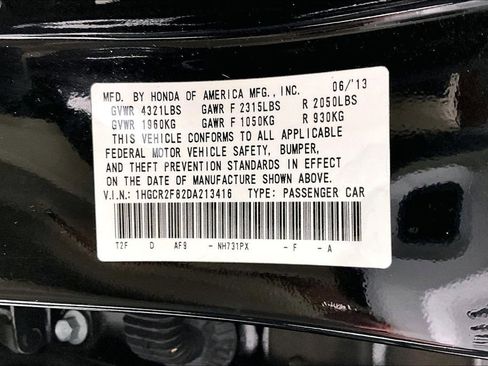 MFD. BY HONDA OF AMERICA MFG., INC. 06/'13
GVWR 4321LBS GAWR F 2315LBS R 2050LBS
GVWR 1960KG GAWR F 1050KG R 930KG
THIS VEHICLE CONFORMS TO ALL APPLICABLE
FEDERAL MOTOR VEHICLE SAFETY, BUMPER,
AND THEFT PREVENTION STANDARDS IN EFFECT
ON THE DATE OF MANUFACTURE SHOWN ABOVE.
V.I.N.: 1HGCR2F82DA213416 TYPE: PASSENGER CAR
T2F D AF9 - NH731PX - F - A